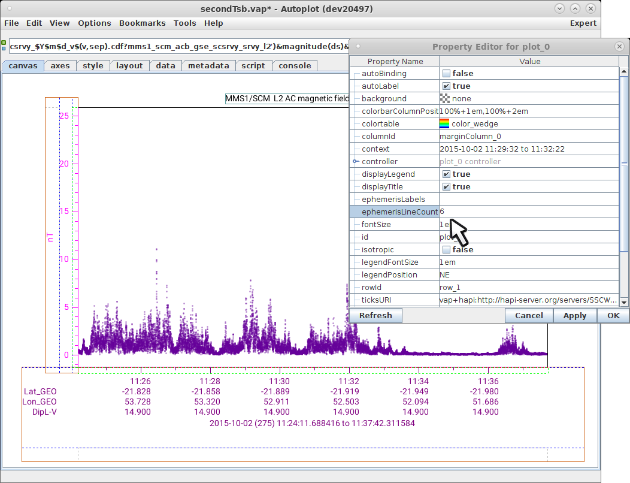 secondTsb.vap* - Autoplot (dev20497)
File Edit View Options Bookmarks Tools Help Expert
csrvy_$Y$m$d_v$(v,sep).cdf?mms1_scm_acb_gse_scsrvy_srvy_l2)&magnitude(ds)&
canvas axes style layout data metadata script console
MMS1/SCM L2 AC magnetic field
25
20
15
10
5
0
nT
11:26 11:28 11:30 11:32 11:34 11:36
Lat_GEO -21.828 -21.858 -21.889 -21.919 -21.949 -21.980
Lon_GEO 53.728 53.320 52.911 52.503 52.094 51.686
DipL-V 14.900 14.900 14.900 14.900 14.900 14.900
2015-10-02 (275) 11:24:11.688416 to 11:37:42.311584
Property Editor for plot_0
Property Name Value
autoBinding false
autoLabel true
background none
colorbarColumnPosit 100%+1em,100%+2em
colortable color_wedge
columnId marginColumn_0
context 2015-10-02 11:29:32 to 11:32:22
controller plot_0 controller
displayLegend true
displayTitle true
ephemerisLabels
ephemerisLineCount 6
fontSize
id
isotropic false
legendFontSize 1em
legendPosition NE
rowId row_1
ticksURI vap+hapi:http://hapi-server.org/servers/SSCW...
Refresh Cancel Apply OK